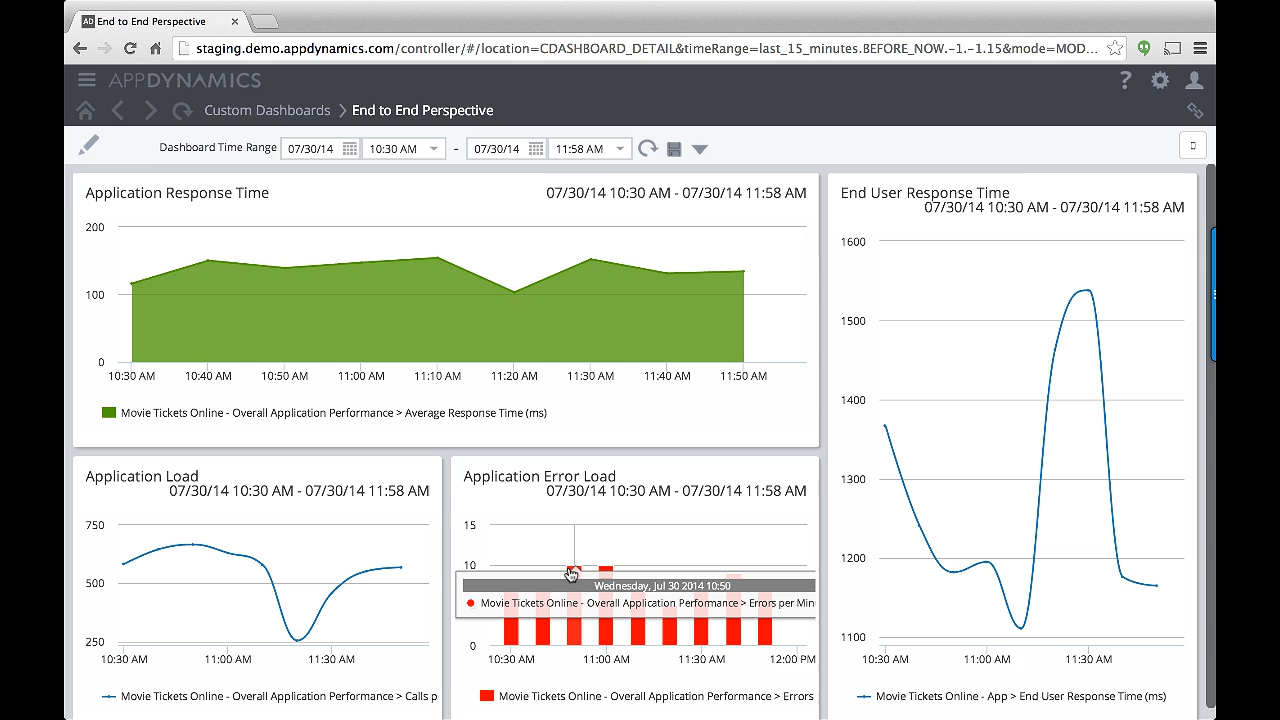 AD End to End Perspective
staging.demo.appdynamics.com/controller/#/location=CDASHBOARD_DETAIL&timeRange=last_15_minutes.BEFORE_NOW.-1.-1.15&mode=MOD...
APPDYNAMICS
?
Custom Dashboards
End to End Perspective
Dashboard Time Range 07/30/14 10:30 AM - 07/30/14 11:58 AM
Application Response Time 07/30/14 10:30 AM - 07/30/14 11:58 AM
200
100
0
10:30 AM 10:40 AM 10:50 AM 11:00 AM 11:10 AM 11:20 AM 11:30 AM 11:40 AM 11:50 AM
Movie Tickets Online - Overall Application Performance > Average Response Time (ms)
End User Response Time
07/30/14 10:30 AM - 07/30/14 11:58 AM
1600
1500
1400
1300
1200
1100
10:30 AM 11:00 AM 11:30 AM
Movie Tickets Online - App > End User Response Time (ms)
Application Load
07/30/14 10:30 AM - 07/30/14 11:58 AM
750
500
250
10:30 AM 11:00 AM 11:30 AM
Movie Tickets Online - Overall Application Performance > Calls p
Application Error Load
07/30/14 10:30 AM - 07/30/14 11:58 AM
15
10
Wednesday, Jul 30 2014 10:50
Movie Tickets Online - Overall Application Performance > Errors per Min
0
10:30 AM 11:00 AM 11:30 AM 12:00 PM
Movie Tickets Online - Overall Application Performance > Errors